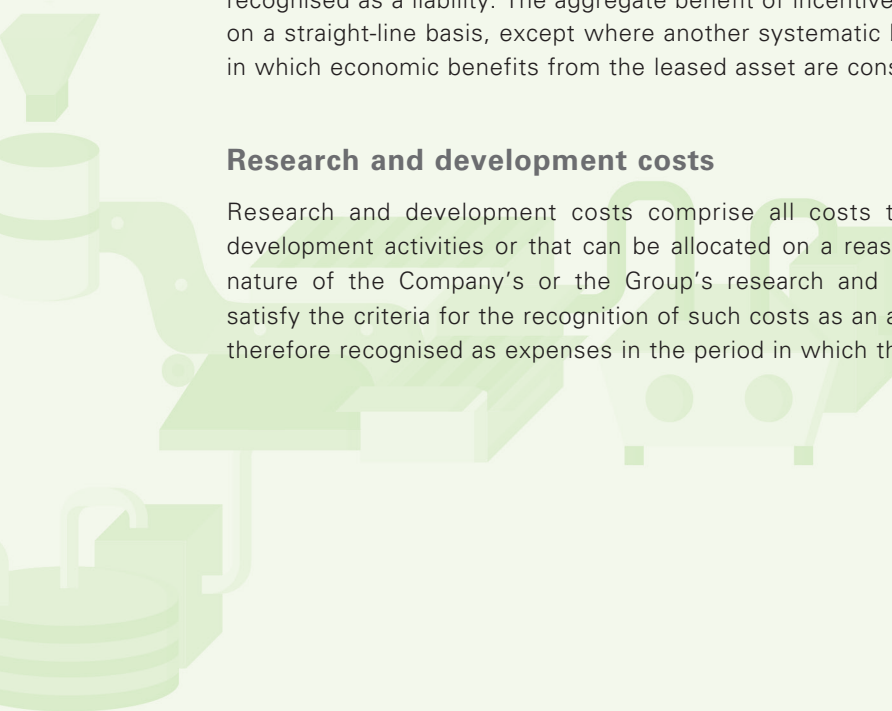 recognised as a liability. The aggregate benefit of incentive
on a straight-line basis, except where another systematic
in which economic benefits from the leased asset are cons
Research and development costs
Research and development costs comprise all costs t
development activities or that can be allocated on a reas
nature of the Company's or the Group's research and
satisfy the criteria for the recognition of such costs as an a
therefore recognised as expenses in the period in which th